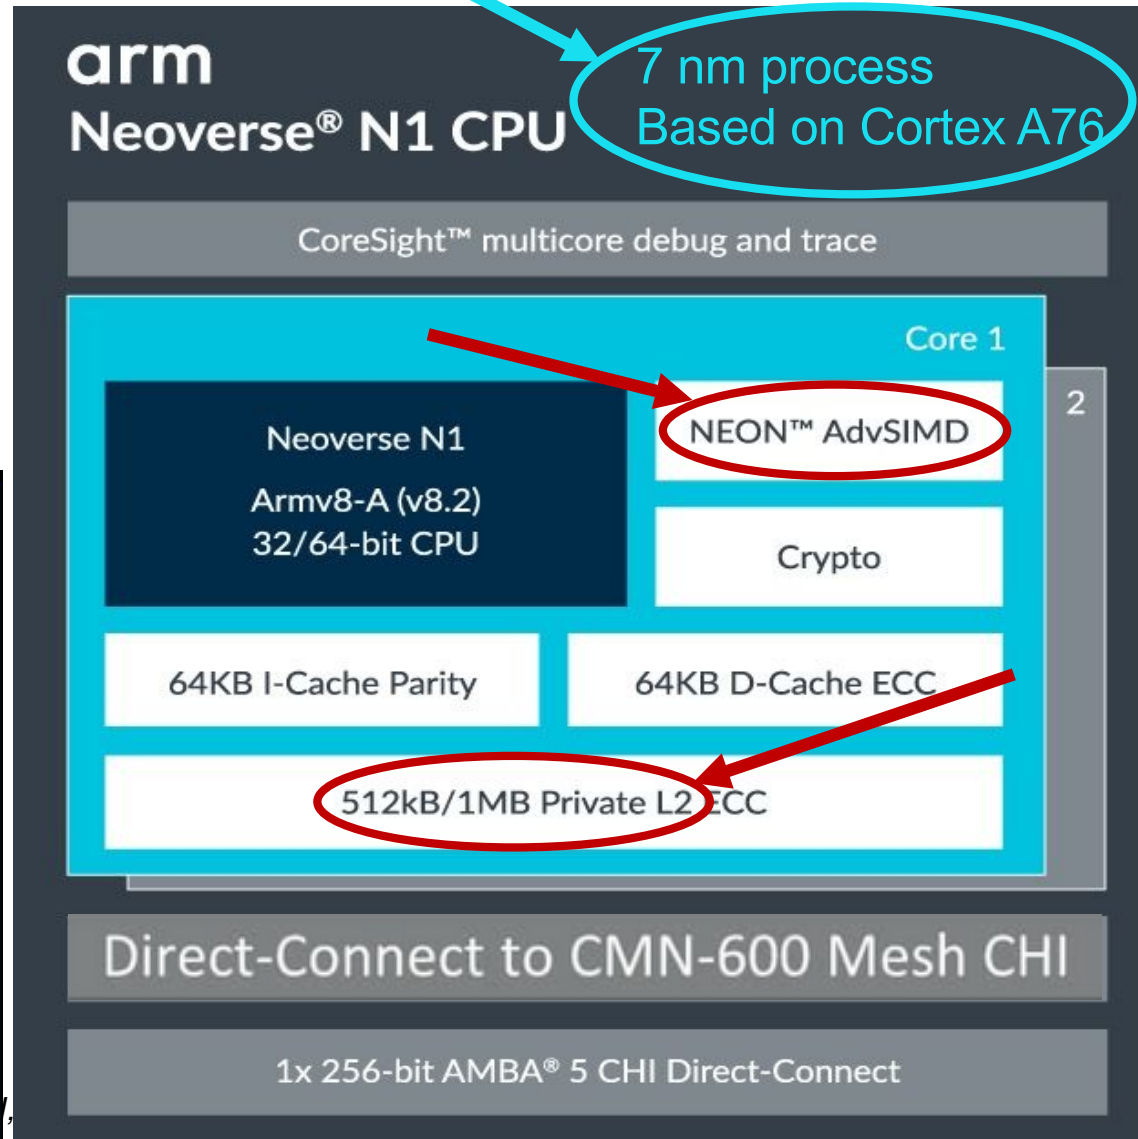 arm
Neoverse® N1 CPU
7 nm process
Based on Cortex A76
CoreSight™ multicore debug and trace
Core 1
2
Neoverse N1
Armv8-A (v8.2)
32/64-bit CPU
NEON™ AdvSIMD
Crypto
64KB I-Cache Parity
64KB D-Cache ECC
512kB/1MB Private L2 ECC
Direct-Connect to CMN-600 Mesh CHI
1x 256-bit AMBA® 5 CHI Direct-Connect